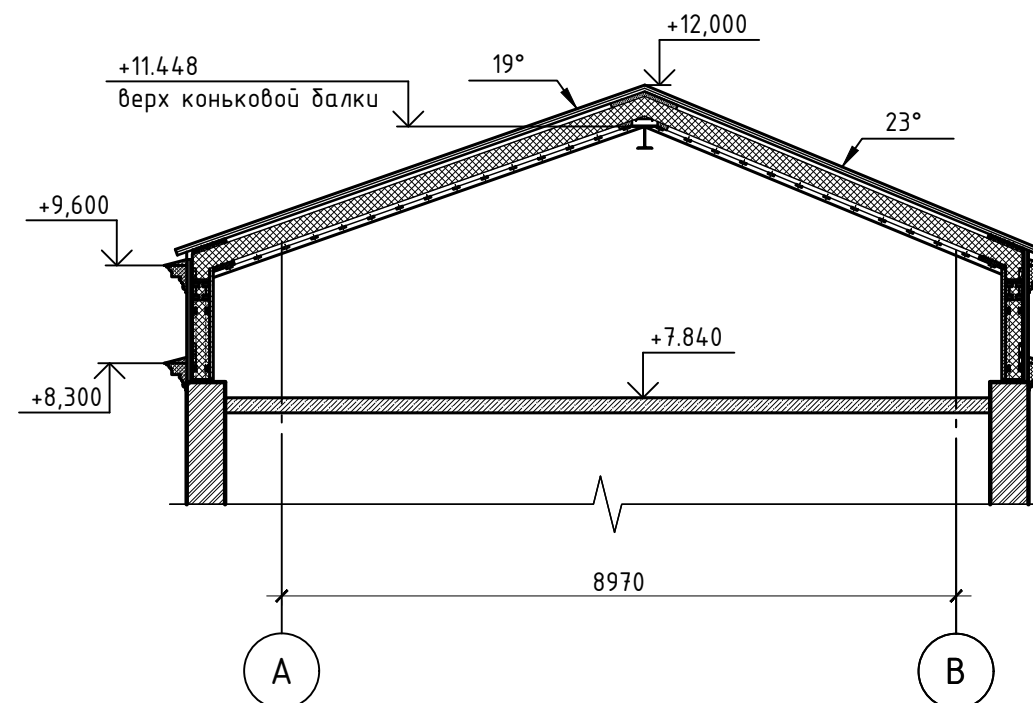 +12,000
+11.448
верх коньковой балки
19°
23°
+9,600
+7.840
+8,300
8970
А
В